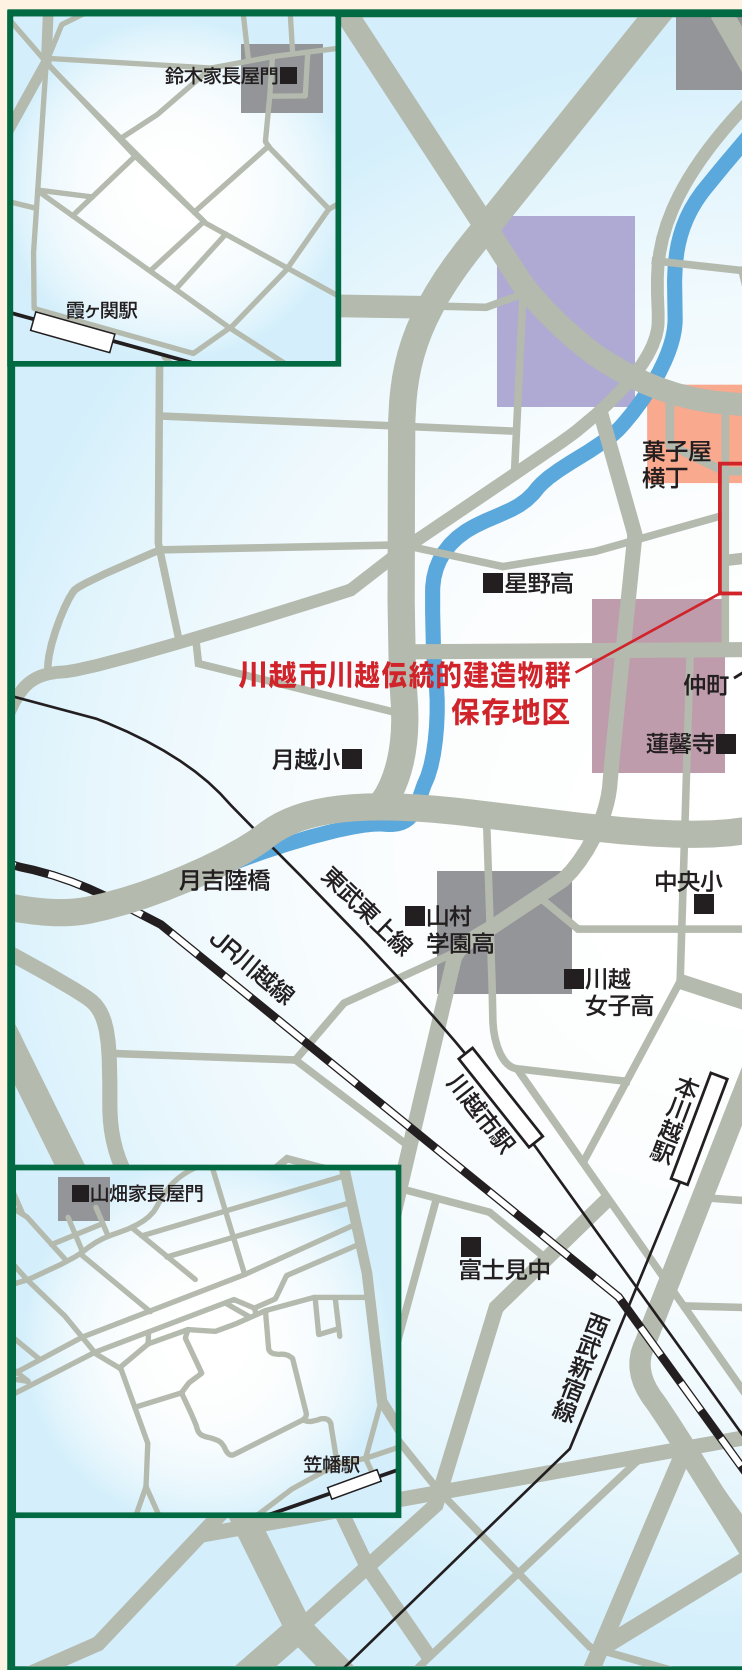 鈴木家長屋門
霞ヶ関駅
菓子屋
横丁
星野高
川越市川越伝統的建造物群
保存地区
仲町
蓮馨寺
月越小
月吉陸橋
東武東上線
中央小
山村
学園高
JR川越線
川越
女子高
川越市駅
本川越駅
山畑家長屋門
富士見中
西武新宿線
笠幡駅